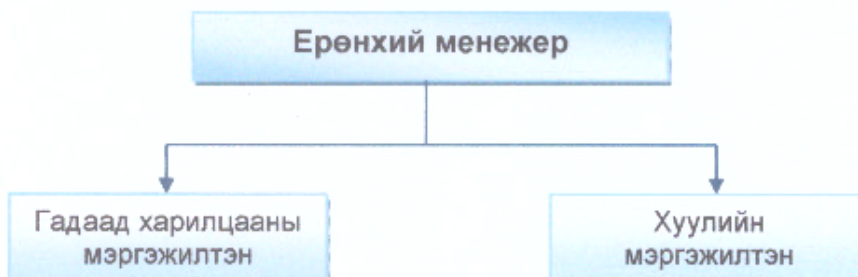 Ерөнхий менежер
Гадаад харилцааны
мэргэжилтэн
Хуулийн
мэргэжилтэн